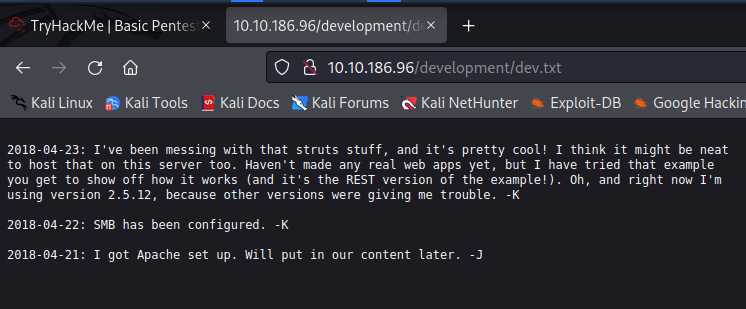 TryHackMe | Basic Pentes
10.10.186.96/development/de
10.10.186.96/development/dev.txt
Kali Linux
Kali Tools
Kali Docs
Kali Forums
Kali NetHunter
Exploit-DB
Google Hackin
2018-04-23: I've been messing with that struts stuff, and it's pretty cool! I think it might be neat
to host that on this server too. Haven't made any real web apps yet, but I have tried that example
you get to show off how it works (and it's the REST version of the example!). Oh, and right now I'm
using version 2.5.12, because other versions were giving me trouble. -K
2018-04-22: SMB has been configured. -K
2018-04-21: I got Apache set up. Will put in our content later. -J